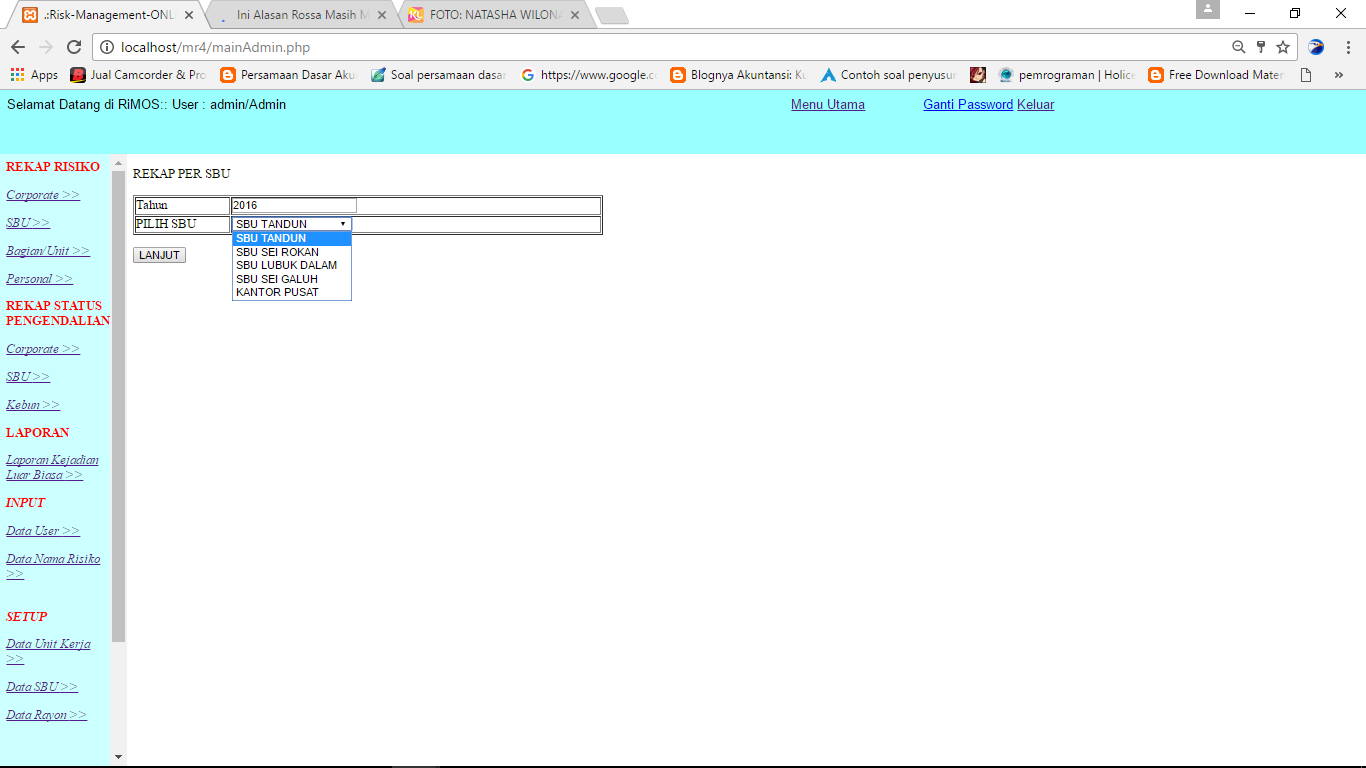 .:Risk-Management-ONL
Ini Alasan Rossa Masih M
FOTO: NATASHA WILONA
localhost/mr4/mainAdmin.php
Apps
Jual Camcorder & Pro
Persamaan Dasar Aku
Soal persamaan dasar
https://www.google.c
Blognya Akuntansi: Ku
Contoh soal penyusun
pemrograman | Holice
Free Download Mater
»
Selamat Datang di RiMOS:: User : admin/Admin
Menu Utama
Ganti Password
Keluar
REKAP RISIKO
Corporate >>
SBU >>
Bagian/Unit >>
Personal >>
REKAP STATUS
PENGENDALIAN
Corporate >>
SBU >>
Kebun >>
LAPORAN
Laporan Kejadian
Luar Biasa >>
INPUT
Data User >>
Data Nama Risiko
>>
SETUP
Data Unit Kerja
>>
Data SBU >>
Data Rayon >>
REKAP PER SBU
Tahun 2016
PILIH SBU SBU TANDUN
SBU TANDUN
SBU SEI ROKAN
SBU LUBUK DALAM
SBU SEI GALUH
KANTOR PUSAT
LANJUT